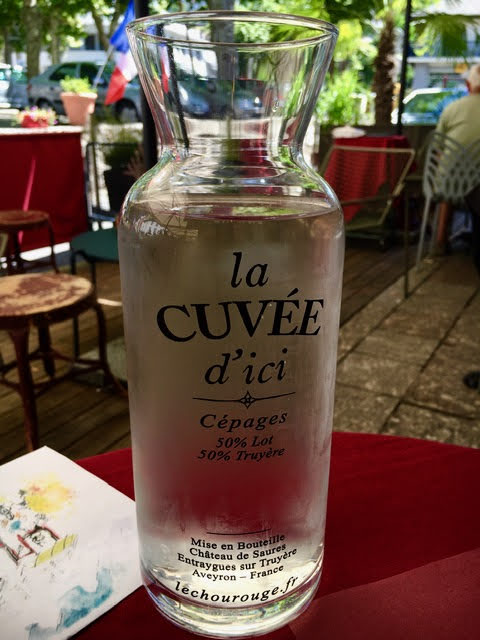 la
CUVÉE
d'ici
Cépages
50% Lot
50% Truyère
Mise en Bouteille
Château de Saures
Entraygues sur Truyère
Aveyron – France
lechourouge.fr